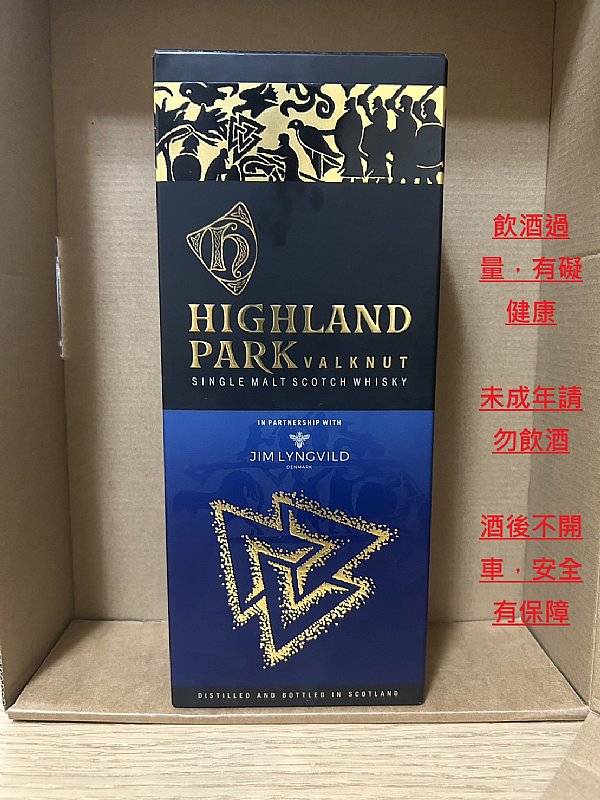 HIGHLAND
PARK VALKNUT
SINGLE MALT SCOTCH WHISKY
IN PARTNERSHIP WITH
JIM LYNGVILD
DENMARK
DISTILLED AND BOTTLED IN SCOTLAND
飲酒過
量，有礙
健康
未成年請
勿飲酒
酒後不開
車，安全
有保障